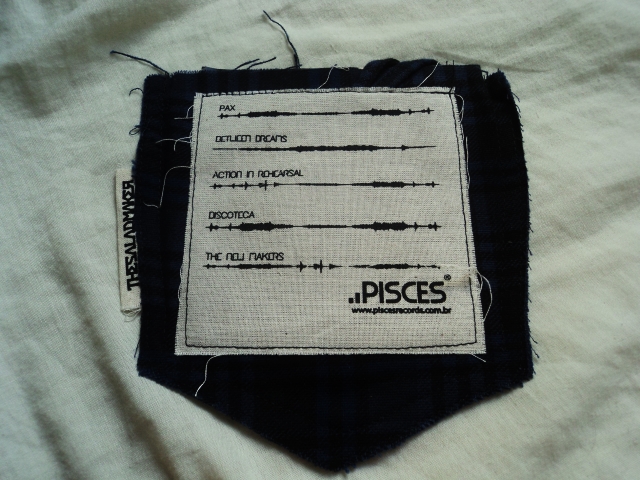 PAX
BETWEEN DREAMS
ACTION IN REHEARSAL
DISCOTECA
THE NEW MAKERS
PISCES®
www.piscesrecords.com.br